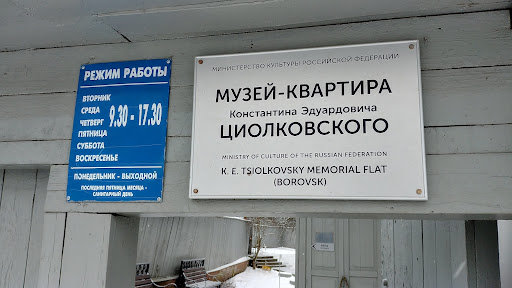 РЕЖИМ РАБОТЫ
ВТОРНИК
СРЕДА
ЧЕТВЕРГ 9.30 - 17.30
ПЯТНИЦА
СУББОТА
ВОСКРЕСЕНЬЕ
ПОНЕДЕЛЬНИК - ВЫХОДНОЙ
ПОСЛЕДНЯЯ ПЯТНИЦА МЕСЯЦА -
САНИТАРНЫЙ ДЕНЬ
МИНИСТЕРСТВО КУЛЬТУРЫ РОССИЙСКОЙ ФЕДЕРАЦИИ
МУЗЕЙ-КВАРТИРА
Константина Эдуардовича
ЦИОЛКОВСКОГО
MINISTRY OF CULTURE OF THE RUSSIAN FEDERATION
K. E. TSIOLKOVSKY MEMORIAL FLAT
(BOROVSK)